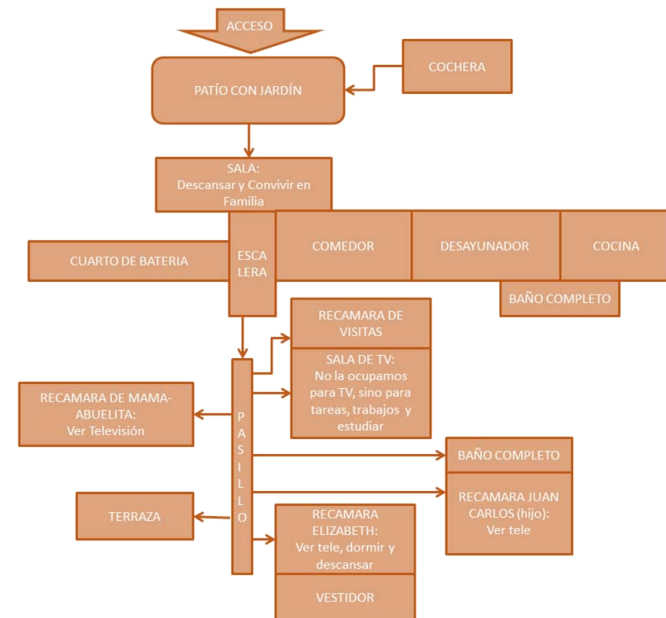 ACCESO
COCHERA
PATÍO CON JARDÍN
SALA:
Descansar y Convivir en
Familia
CUARTO DE BATERIA
ESCA
LERA
COMEDOR
DESAYUNADOR
COCINA
BAÑO COMPLETO
RECAMARA DE
VISITAS
SALA DE TV:
No la ocupamos
para TV, sino para
tareas, trabajos y
estudiar
RECAMARA DE MAMA-
ABUELITA:
Ver Televisión
P
A
S
I
L
L
O
BAÑO COMPLETO
RECAMARA JUAN
CARLOS (hijo):
Ver tele
TERRAZA
RECAMARA
ELIZABETH:
Ver tele, dormir y
descansar
VESTIDOR